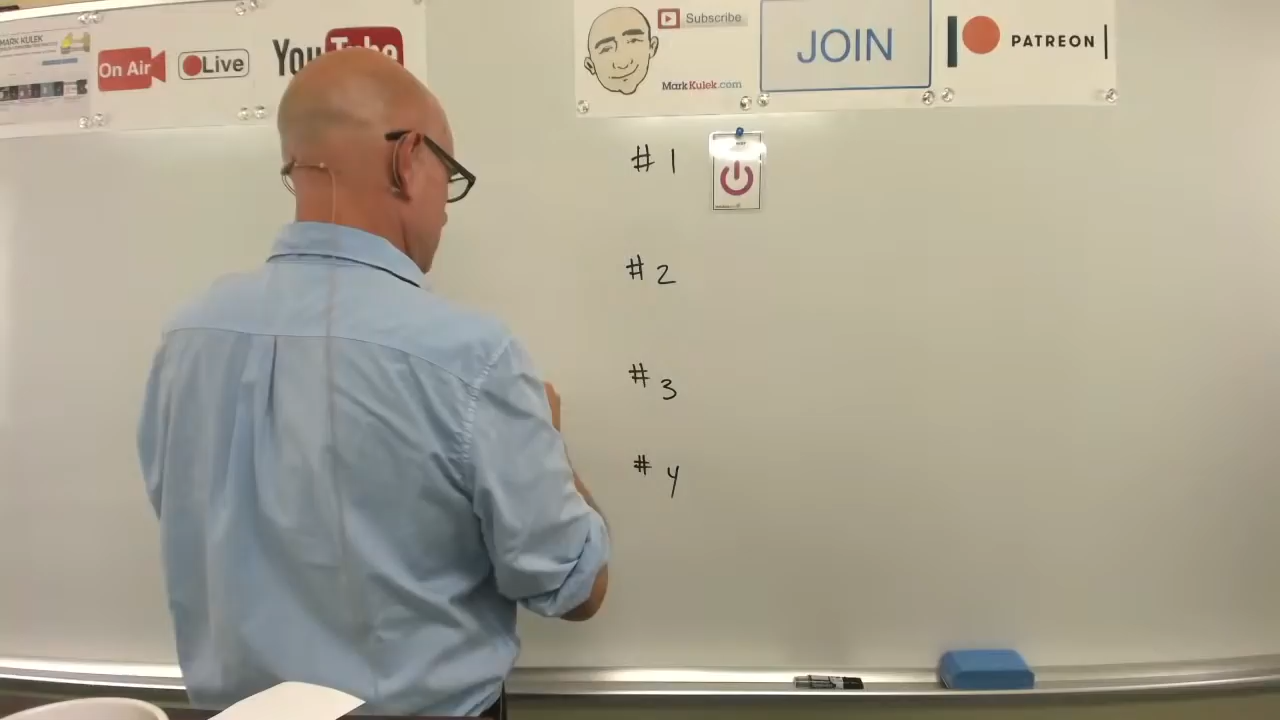 MARK KULEK
On Air
Live
YouTube
Subscribe
MarkKulek.com
JOIN
PATREON
# 1
# 2
# 3
# 4